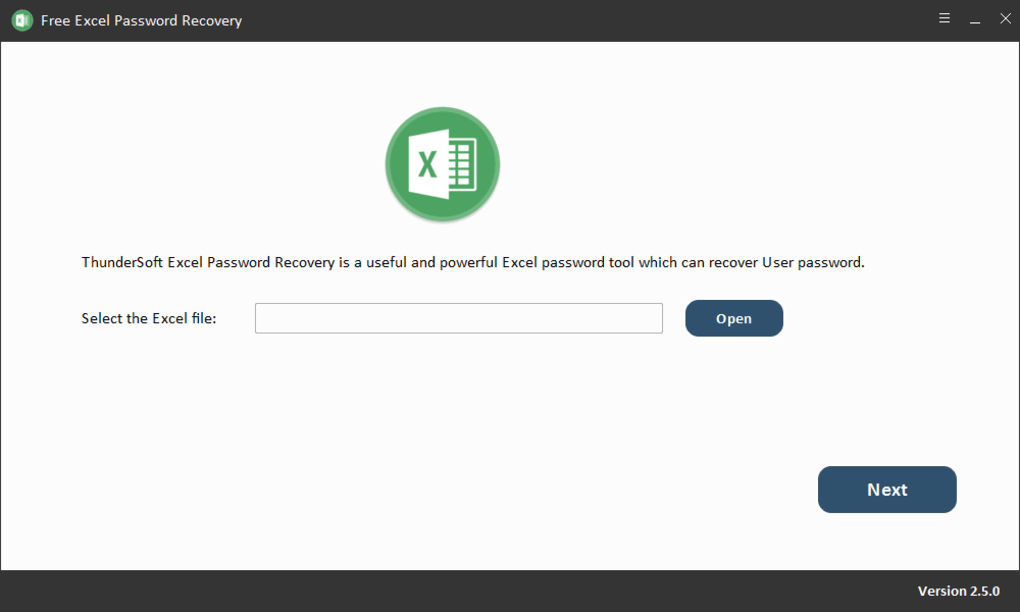 Free Excel Password Recovery
X
ThunderSoft Excel Password Recovery is a useful and powerful Excel password tool which can recover User password.
Select the Excel file:
Open
Next
Version 2.5.0